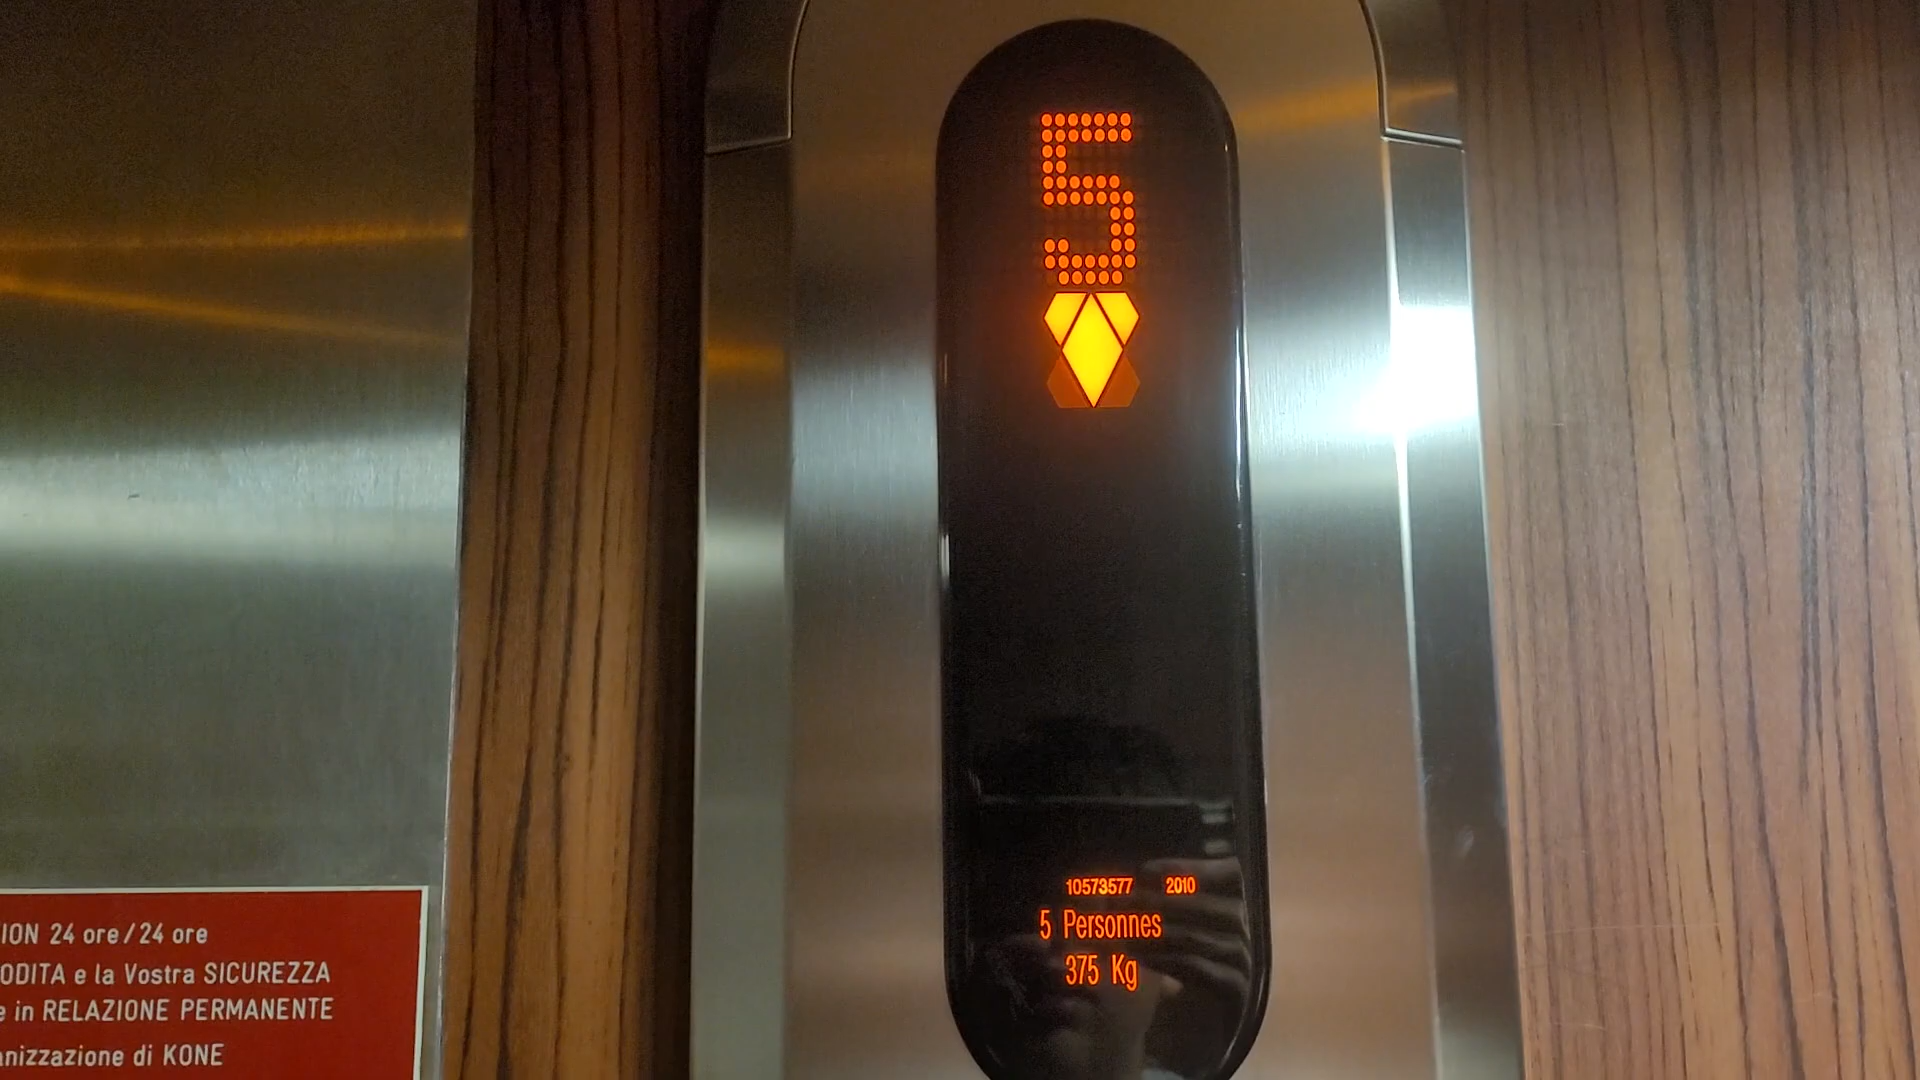 5
10573577 2010
5 Personnes
375 Kg
ION 24 ore/24 ore
ODITA e la Vostra SICUREZZA
e in RELAZIONE PERMANENTE
anizzazione di KONE